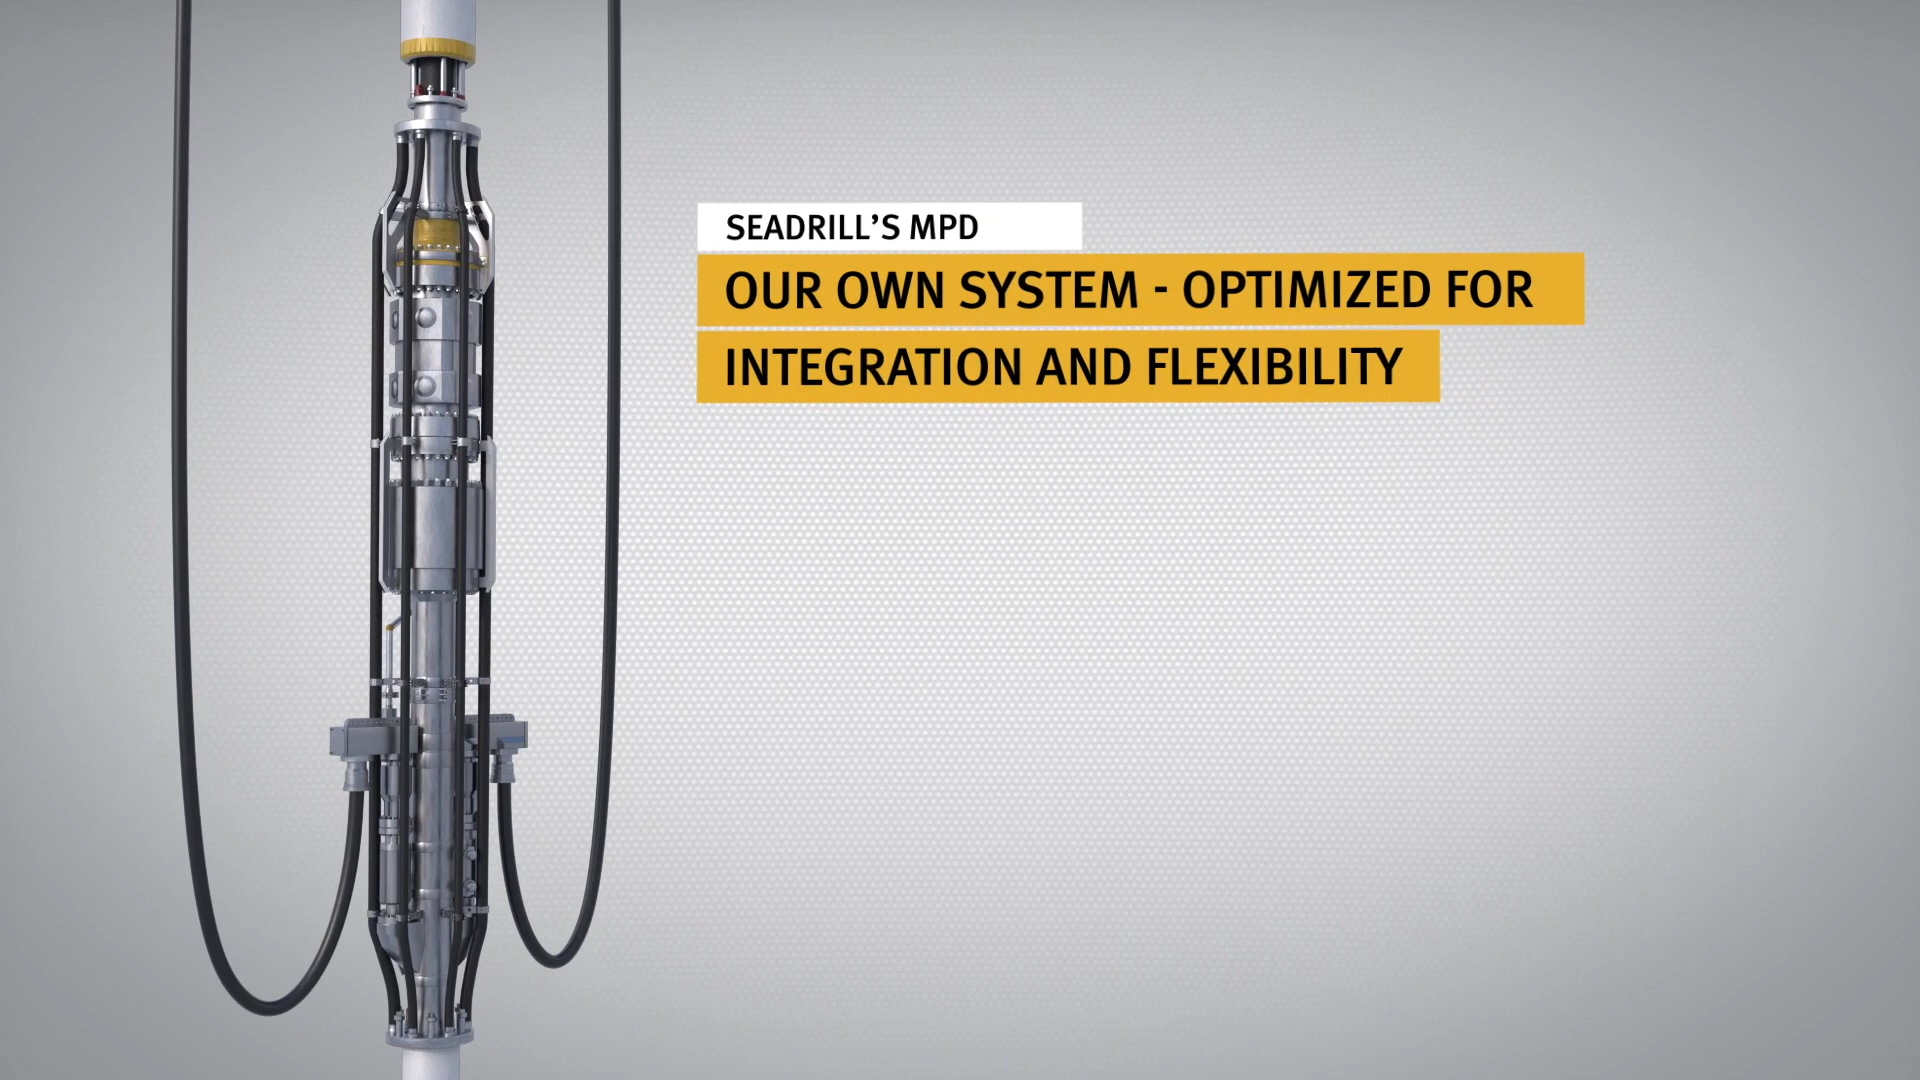 SEADRILL’S MPD
OUR OWN SYSTEM - OPTIMIZED FOR
INTEGRATION AND FLEXIBILITY